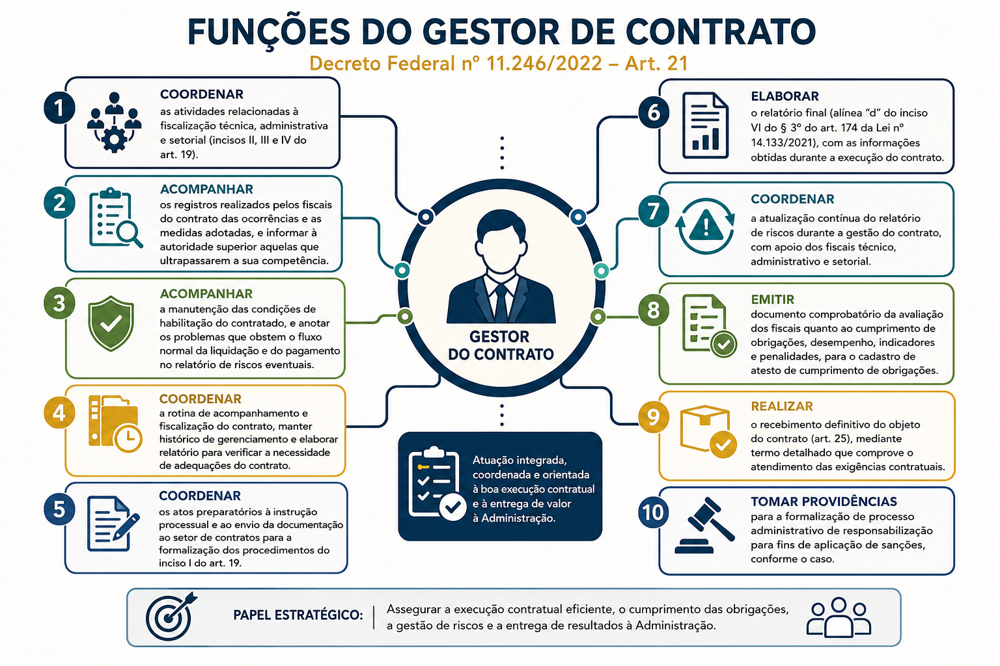 FUNÇÕES DO GESTOR DE CONTRATO
Decreto Federal nº 11.246/2022 – Art. 21
1
COORDENAR
as atividades relacionadas à
fiscalização técnica, administrativa
e setorial (incisos II, III e IV do
art. 19).
2
ACOMPANHAR
os registros realizados pelos fiscais
do contrato das ocorrências e as
medidas adotadas, e informar à
autoridade superior aquelas que
ultrapassarem a sua competência.
3
ACOMPANHAR
a manutenção das condições de
habilitação do contratado, e anotar
os problemas que obstem o fluxo
normal da liquidação e do pagamento
no relatório de riscos eventuais.
4
COORDENAR
a rotina de acompanhamento e
fiscalização do contrato, manter
histórico de gerenciamento e elaborar
relatório para verificar a necessidade
de adequações do contrato.
5
COORDENAR
os atos preparatórios à instrução
processual e ao envio da documentação
ao setor de contratos para a
formalização dos procedimentos do
inciso I do art. 19.
GESTOR
DO CONTRATO
Atuação integrada,
coordenada e orientada
à boa execução contratual
e à entrega de valor
à Administração.
6
ELABORAR
o relatório final (alínea “d” do inciso
VI do § 3º do art. 174 da Lei nº
14.133/2021), com as informações
obtidas durante a execução do contrato.
7
COORDENAR
a atualização contínua do relatório
de riscos durante a gestão do contrato,
com apoio dos fiscais técnico,
administrativo e setorial.
8
EMITIR
documento comprobatório da avaliação
dos fiscais quanto ao cumprimento de
obrigações, desempenho, indicadores
e penalidades, para o cadastro de
atesto de cumprimento de obrigações.
9
REALIZAR
o recebimento definitivo do objeto
do contrato (art. 25), mediante
termo detalhado que comprove o
atendimento das exigências contratuais.
10
TOMAR PROVIDÊNCIAS
para a formalização de processo
administrativo de responsabilização
para fins de aplicação de sanções,
conforme o caso.
PAPEL ESTRATÉGICO:
Assegurar a execução contratual eficiente, o cumprimento das obrigações,
a gestão de riscos e a entrega de resultados à Administração.